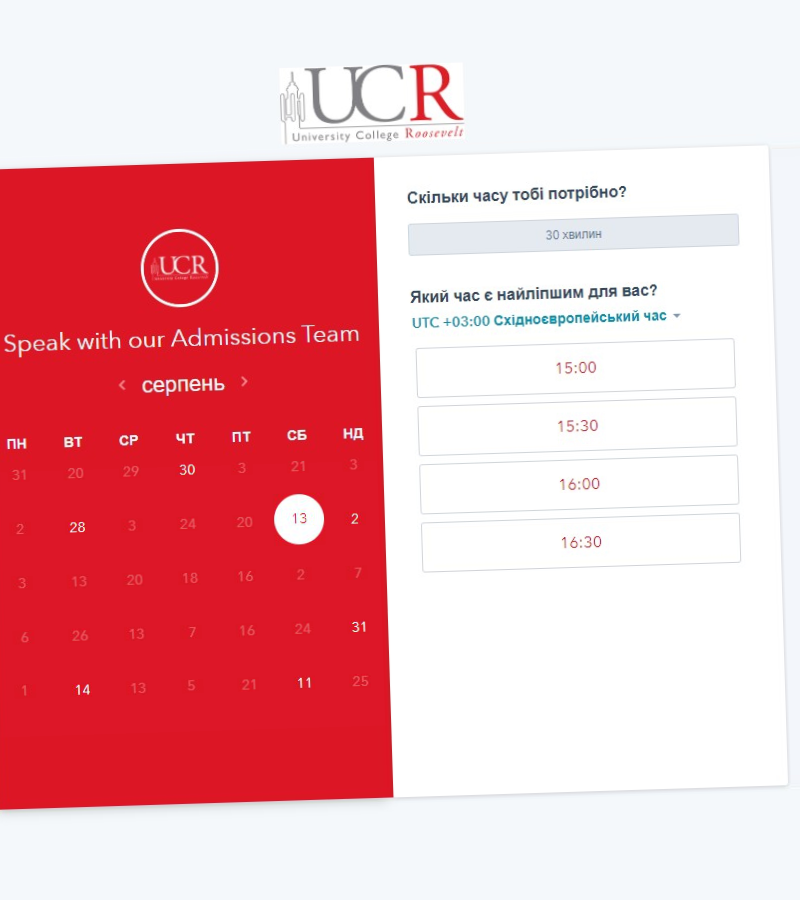 UCR
University College Roosevelt
UCR
Speak with our Admissions Team
серпень
ПН ВТ СР ЧТ ПТ СБ НД
31 20 29 30 3 21 3
2 28 3 24 20 13 2
3 13 20 18 16 2 7
6 26 13 7 16 24 31
1 14 13 5 21 11 25
Скільки часу тобі потрібно?
30 хвилин
Який час є найліпшим для вас?
UTC +03:00 Східноєвропейський час
15:00
15:30
16:00
16:30